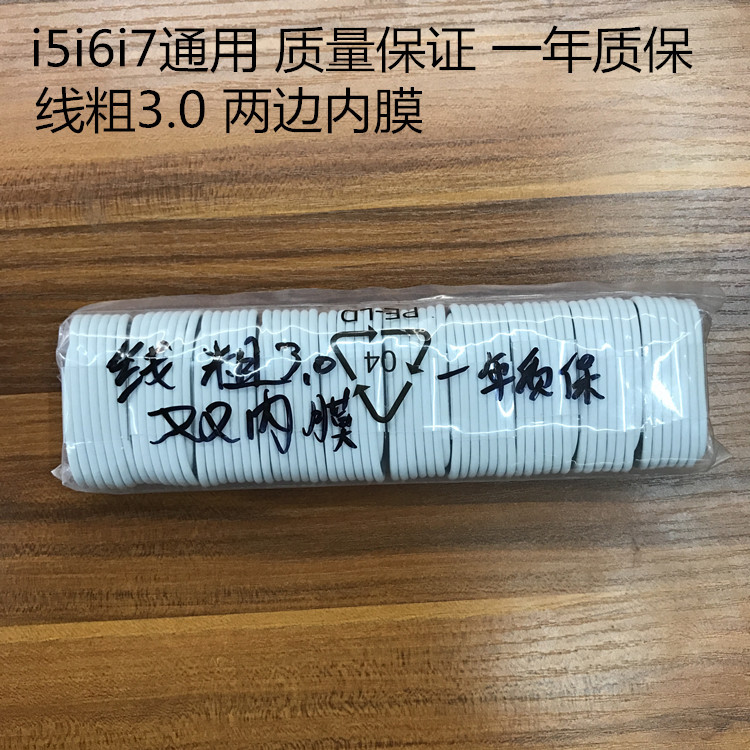 i5i6i7通用 质量保证 一年质保
线粗3.0 两边内膜
PE-LD
04
线粗3.0 一年质保
双内膜